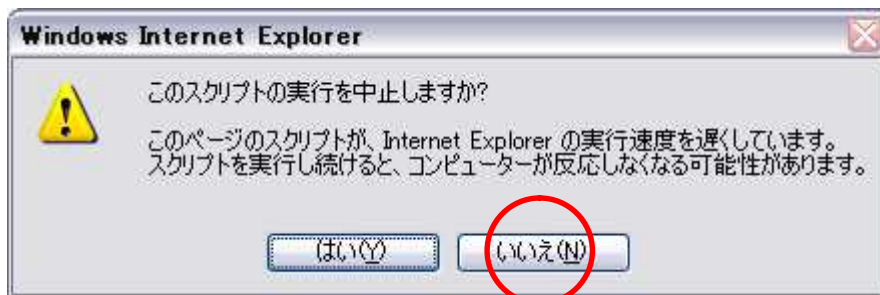 Windows Internet Explorer
このスクリプトの実行を中止しますか?
このページのスクリプトが、Internet Explorer の実行速度を遅くしています。
スクリプトを実行し続けると、コンピューターが反応しなくなる可能性があります。
はい(Y) いいえ(N)